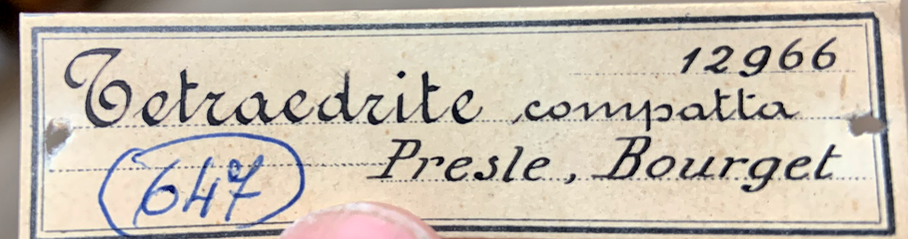 12966
Tetraedrite compatta
Presle, Bourget
647